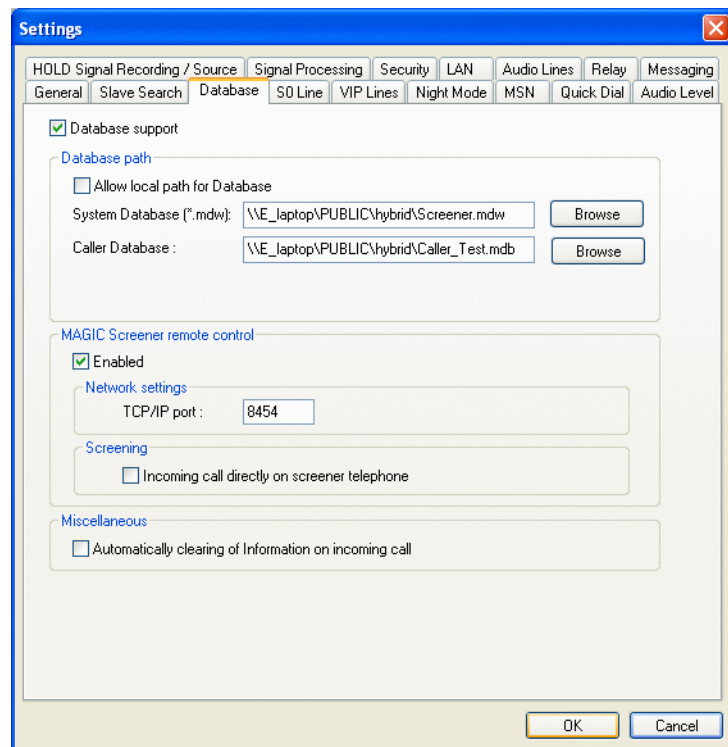 Settings
HOLD Signal Recording / Source Signal Processing Security LAN Audio Lines Relay Messaging
General Slave Search Database S0 Line VIP Lines Night Mode MSN Quick Dial Audio Level
Database support
Database path
Allow local path for Database
System Database (*.mdw): \\E_laptop\PUBLIC\hybrid\Screener.mdw Browse
Caller Database : \\E_laptop\PUBLIC\hybrid\Caller_Test.mdb Browse
MAGIC Screener remote control
Enabled
Network settings
TCP/IP port : 8454
Screening
Incoming call directly on screener telephone
Miscellaneous
Automatically clearing of Information on incoming call
OK Cancel